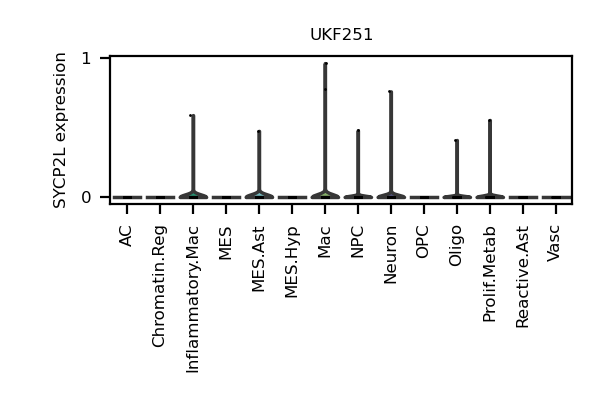 UKF251
SYCP2L expression
1
0
AC
Chromatin.Reg
Inflammatory.Mac
MES
MES.Ast
MES.Hyp
Mac
NPC
Neuron
OPC
Oligo
Prolif.Metab
Reactive.Ast
Vasc